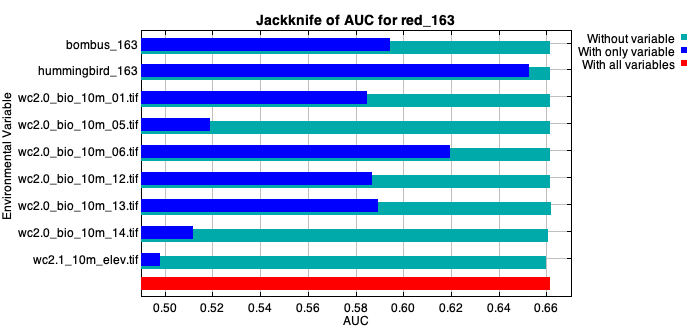 Jackknife of AUC for red_163
Without variable
With only variable
With all variables
Environmental Variable
bombus_163
hummingbird_163
wc2.0_bio_10m_01.tif
wc2.0_bio_10m_05.tif
wc2.0_bio_10m_06.tif
wc2.0_bio_10m_12.tif
wc2.0_bio_10m_13.tif
wc2.0_bio_10m_14.tif
wc2.1_10m_elev.tif
0.50 0.52 0.54 0.56 0.58 0.60 0.62 0.64 0.66
AUC